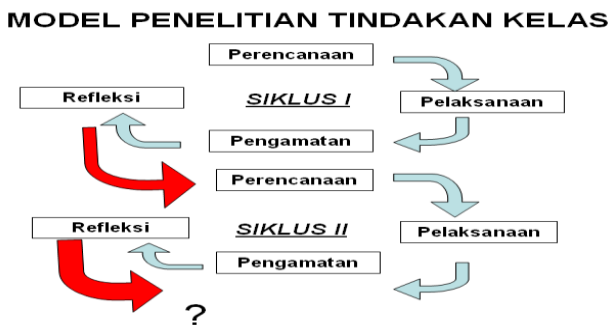 MODEL PENELITIAN TINDAKAN KELAS
Perencanaan
Refleksi
SIKLUS I
Pelaksanaan
Pengamatan
Perencanaan
Refleksi
SIKLUS II
Pelaksanaan
Pengamatan
?